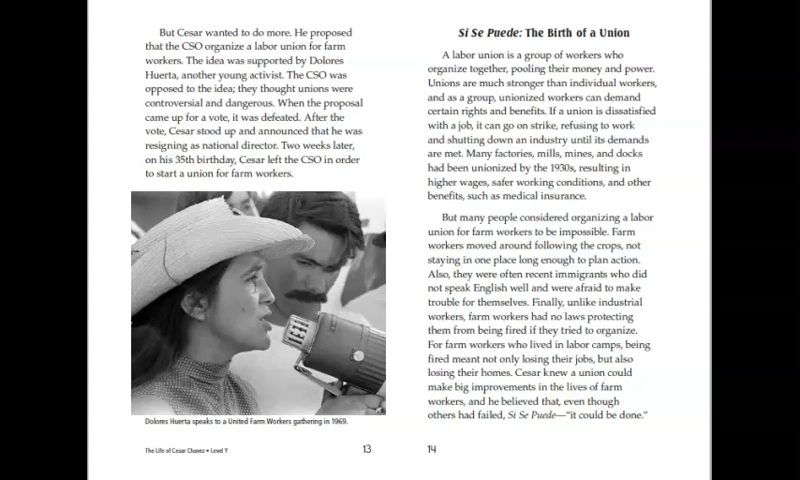 But Cesar wanted to do more. He proposed
that the CSO organize a labor union for farm
workers. The idea was supported by Dolores
Huerta, another young activist. The CSO was
opposed to the idea; they thought unions were
controversial and dangerous. When the proposal
came up for a vote, it was defeated. After the
vote, Cesar stood up and announced that he was
resigning as national director. Two weeks later,
on his 35th birthday, Cesar left the CSO in order
to start a union for farm workers.
Dolores Huerta speaks to a United Farm Workers gathering in 1969.
The Life of Cesar Chavez • Level Y
13
Sí Se Puede: The Birth of a Union
A labor union is a group of workers who
organize together, pooling their money and power.
Unions are much stronger than individual workers,
and as a group, unionized workers can demand
certain rights and benefits. If a union is dissatisfied
with a job, it can go on strike, refusing to work
and shutting down an industry until its demands
are met. Many factories, mills, mines, and docks
had been unionized by the 1930s, resulting in
higher wages, safer working conditions, and other
benefits, such as medical insurance.
But many people considered organizing a labor
union for farm workers to be impossible. Farm
workers moved around following the crops, not
staying in one place long enough to plan action.
Also, they were often recent immigrants who did
not speak English well and were afraid to make
trouble for themselves. Finally, unlike industrial
workers, farm workers had no laws protecting
them from being fired if they tried to organize.
For farm workers who lived in labor camps, being
fired meant not only losing their jobs, but also
losing their homes. Cesar knew a union could
make big improvements in the lives of farm
workers, and he believed that, even though
others had failed, Sí Se Puede—“it could be done.”
14